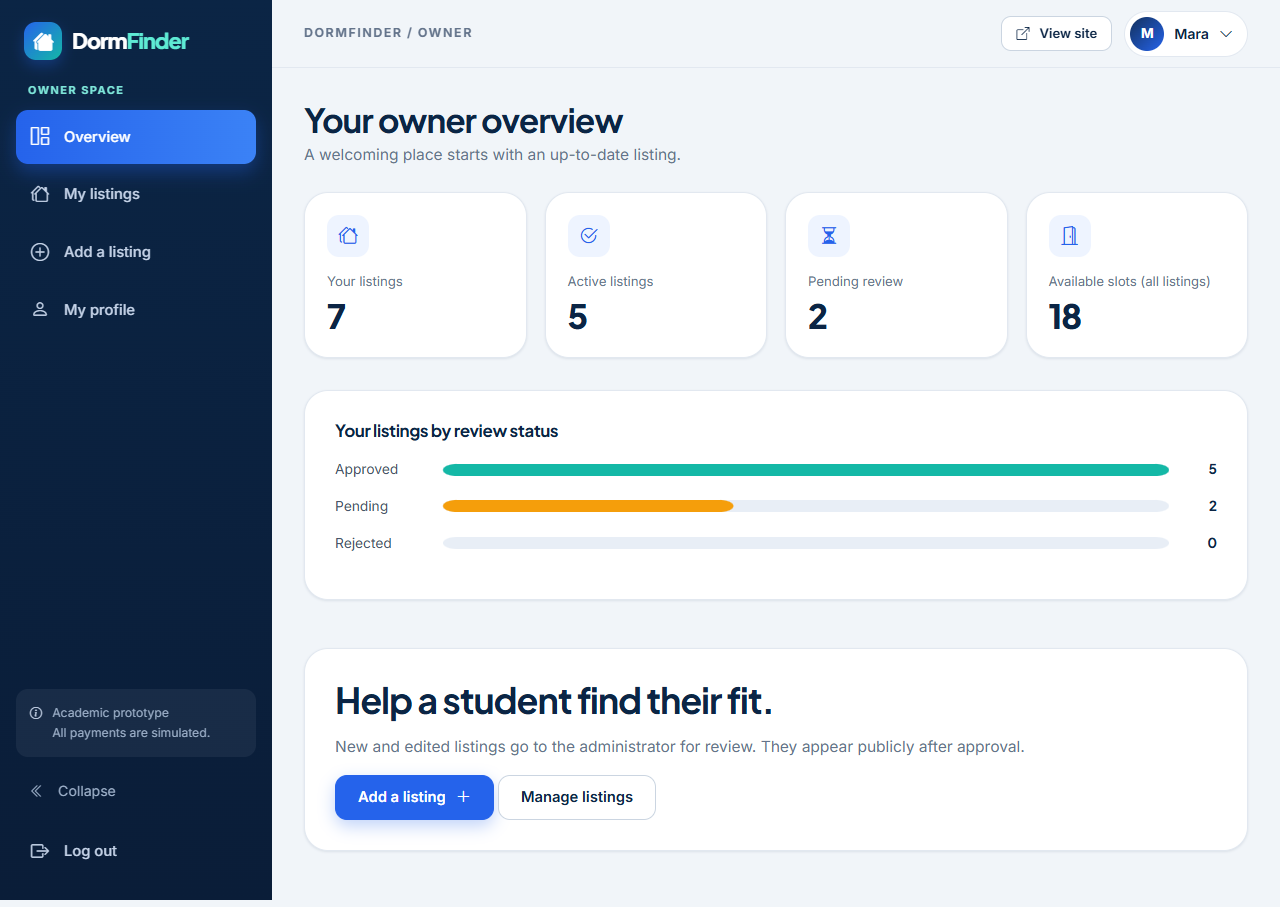 DormFinder
OWNER SPACE
Overview
My listings
Add a listing
My profile
Academic prototype
All payments are simulated.
Collapse
Log out
DORMFINDER / OWNER
View site
M
Mara
Your owner overview
A welcoming place starts with an up-to-date listing.
Your listings
7
Active listings
5
Pending review
2
Available slots (all listings)
18
Your listings by review status
Approved 5
Pending 2
Rejected 0
Help a student find their fit.
New and edited listings go to the administrator for review. They appear publicly after approval.
Add a listing +
Manage listings